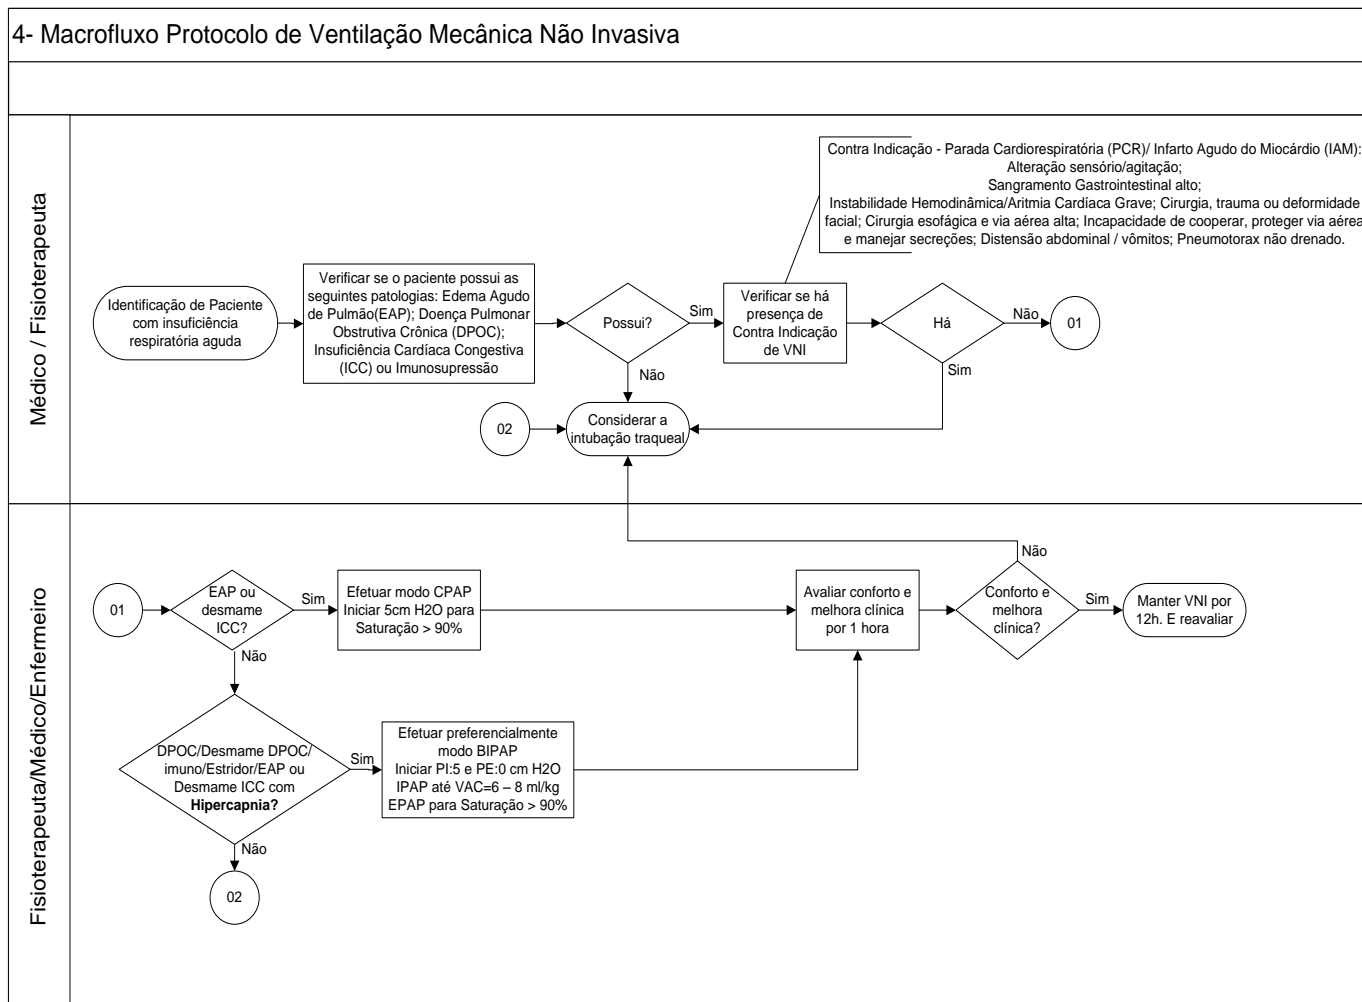 4- Macrofluxo Protocolo de Ventilação Mecânica Não Invasiva
Médico / Fisioterapeuta
Contra Indicação - Parada Cardiorespiratória (PCR)/ Infarto Agudo do Miocárdio (IAM):
Alteração sensório/agitação;
Sangramento Gastrointestinal alto;
Instabilidade Hemodinâmica/Aritmia Cardíaca Grave; Cirurgia, trauma ou deformidade
facial; Cirurgia esofágica e via aérea alta; Incapacidade de cooperar, proteger via aérea
e manejar secreções; Distensão abdominal / vômitos; Pneumotorax não drenado.
Identificação de Paciente
com insuficiência
respiratória aguda
Verificar se o paciente possui as
seguintes patologias: Edema Agudo
de Pulmão(EAP); Doença Pulmonar
Obstrutiva Crônica (DPOC);
Insuficiência Cardíaca Congestiva
(ICC) ou Imunosupressão
Possui?
Sim
Não
Verificar se há
presença de
Contra Indicação
de VNI
Há
Não
Sim
01
02
Considerar a
intubação traqueal
Fisioterapeuta/Médico/Enfermeiro
01
EAP ou
desmame
ICC?
Sim
Não
Efetuar modo CPAP
Iniciar 5cm H2O para
Saturação > 90%
Avaliar conforto e
melhora clínica
por 1 hora
Conforto e
melhora
clínica?
Não
Sim
Manter VNI por
12h. E reavaliar
DPOC/Desmame DPOC/
imuno/Estridor/EAP ou
Desmame ICC com
Hipercapnia?
Sim
Não
Efetuar preferencialmente
modo BIPAP
Iniciar PI:5 e PE:0 cm H2O
IPAP até VAC=6 – 8 ml/kg
EPAP para Saturação > 90%
02